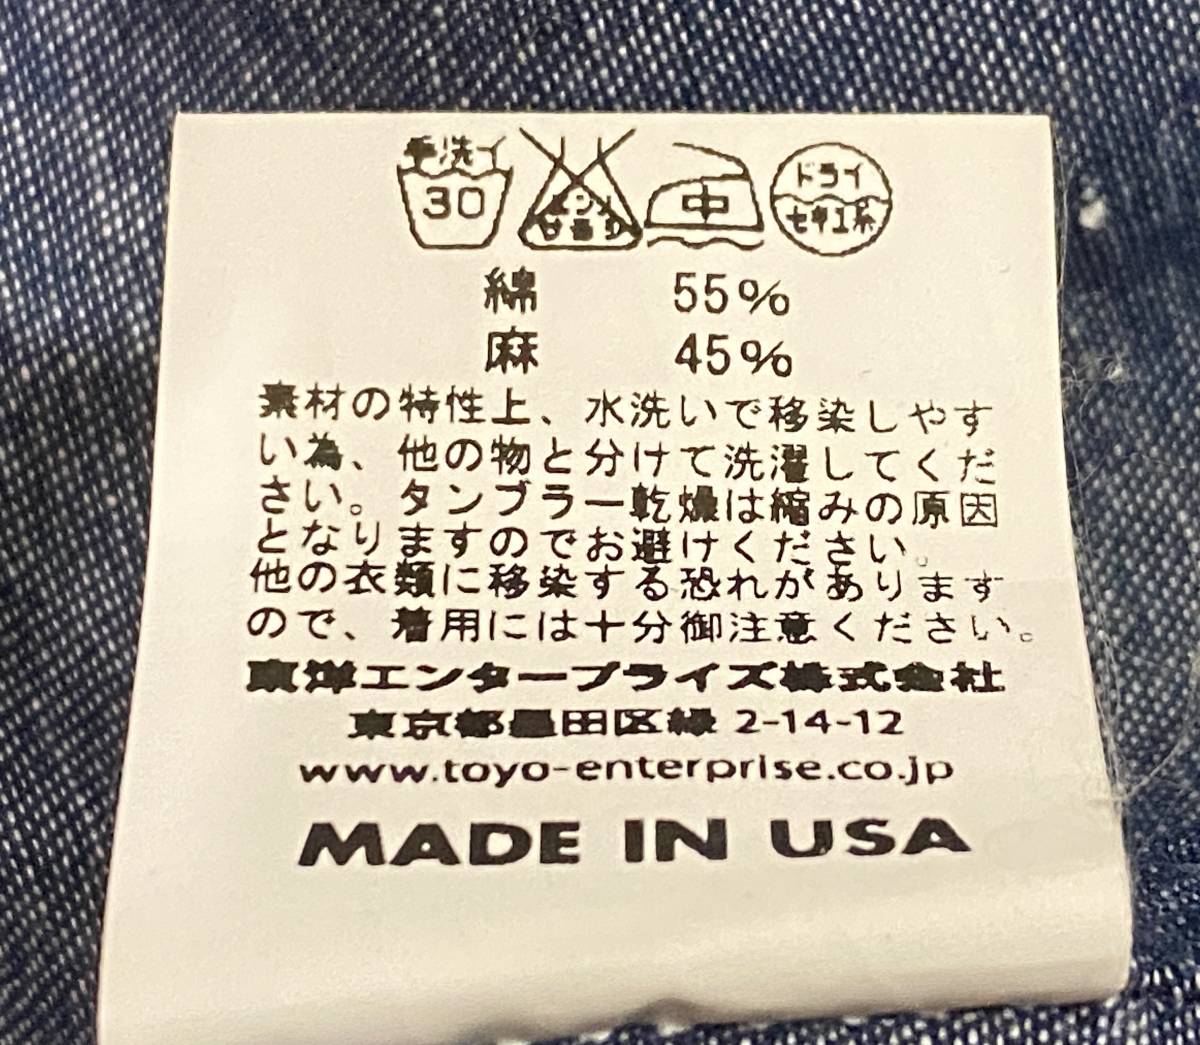 手洗イ
30
エンソ
サラシ
中
ドライ
セキユ系
綿 55%
麻 45%
素材の特性上、水洗いで移染しやす
い為、他の物と分けて洗濯してくだ
さい。タンブラー乾燥は縮みの原因
となりますのでお避けください。
他の衣類に移染する恐れがあります
ので、着用には十分御注意ください。
東洋エンタープライズ株式会社
東京都墨田区緑 2-14-12
www.toyo-enterprise.co.jp
MADE IN USA